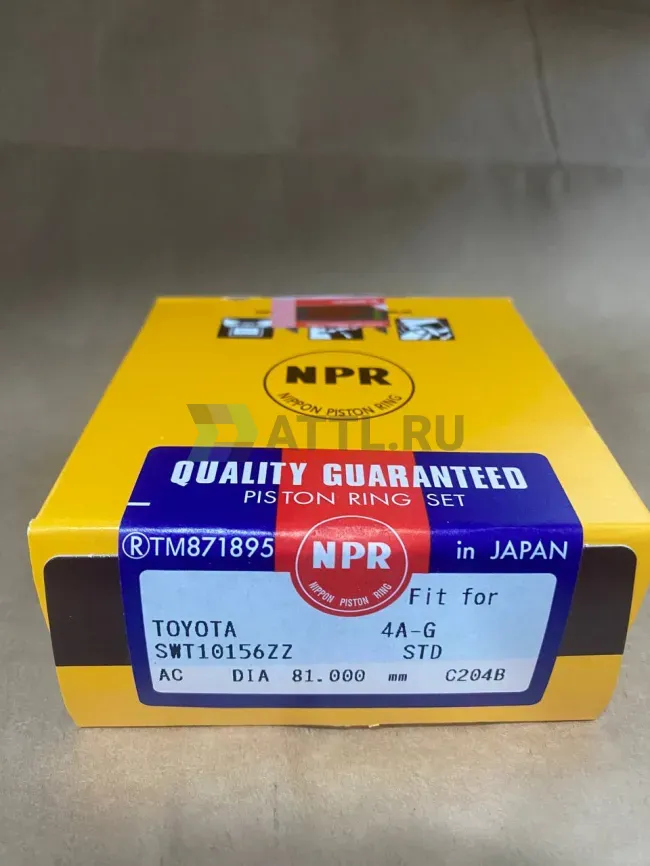 NPR
NIPPON PISTON RING
ATTL.RU
QUALITY GUARANTEED
PISTON RING SET
®TM871895
NPR
NIPPON PISTON RING
in JAPAN
Fit for
TOYOTA 4A-G
SWT10156ZZ STD
AC DIA 81.000 mm C204B